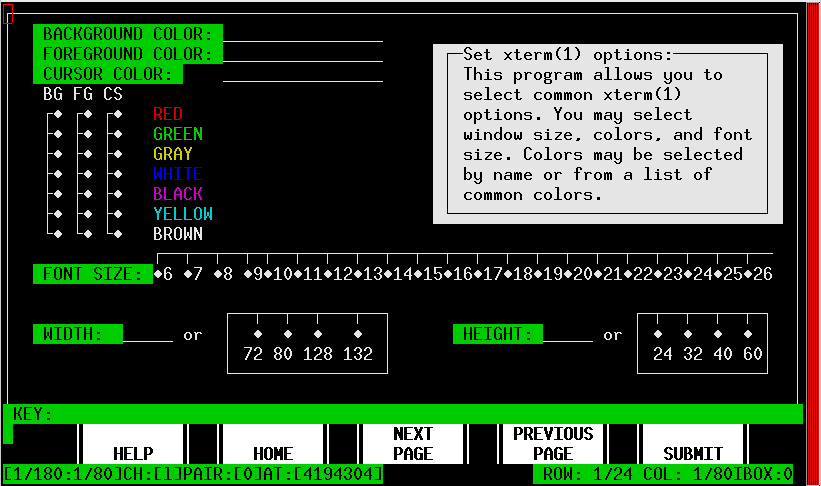 BACKGROUND COLOR:
FOREGROUND COLOR:
CURSOR COLOR:
BG FG CS
RED
GREEN
GRAY
WHITE
BLACK
YELLOW
BROWN
Set xterm(1) options:
This program allows you to
select common xterm(1)
options. You may select
window size, colors, and font
size. Colors may be selected
by name or from a list of
common colors.
FONT SIZE: 6 7 8 9 10 11 12 13 14 15 16 17 18 19 20 21 22 23 24 25 26
WIDTH: or
72 80 128 132
HEIGHT: or
24 32 40 60
KEY:
HELP
HOME
NEXT
PAGE
PREVIOUS
PAGE
SUBMIT
[1/180:1/80]CH:[l]PAIR:[0]AT:[4194304]
ROW: 1/24 COL: 1/80IBOX:0